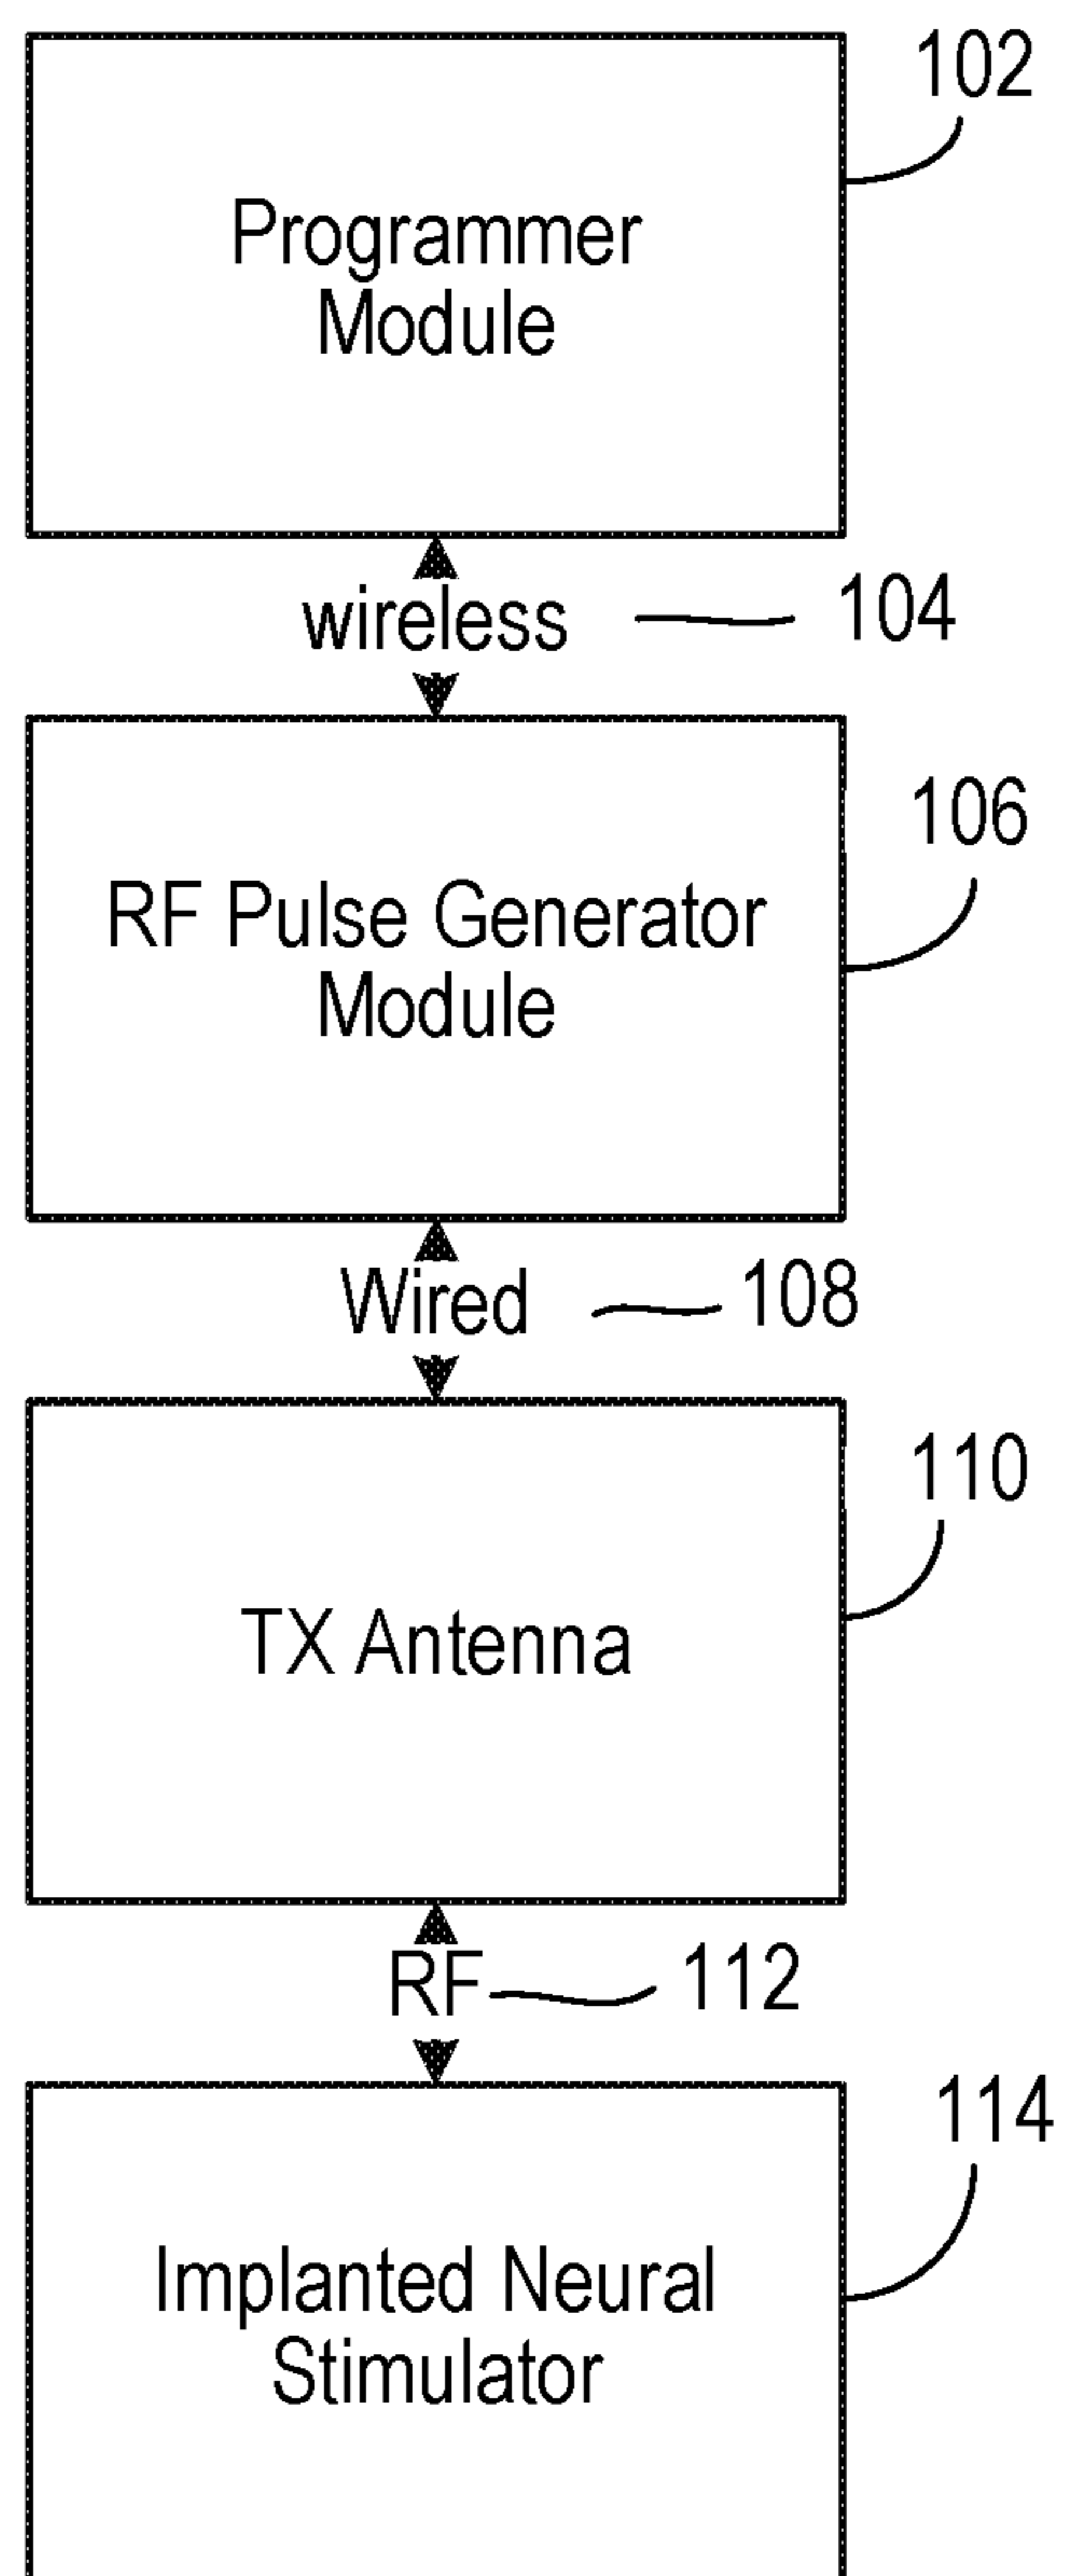 102
Programmer
Module
wireless 104
106
RF Pulse Generator
Module
Wired 108
110
TX Antenna
RF 112
114
Implanted Neural
Stimulator